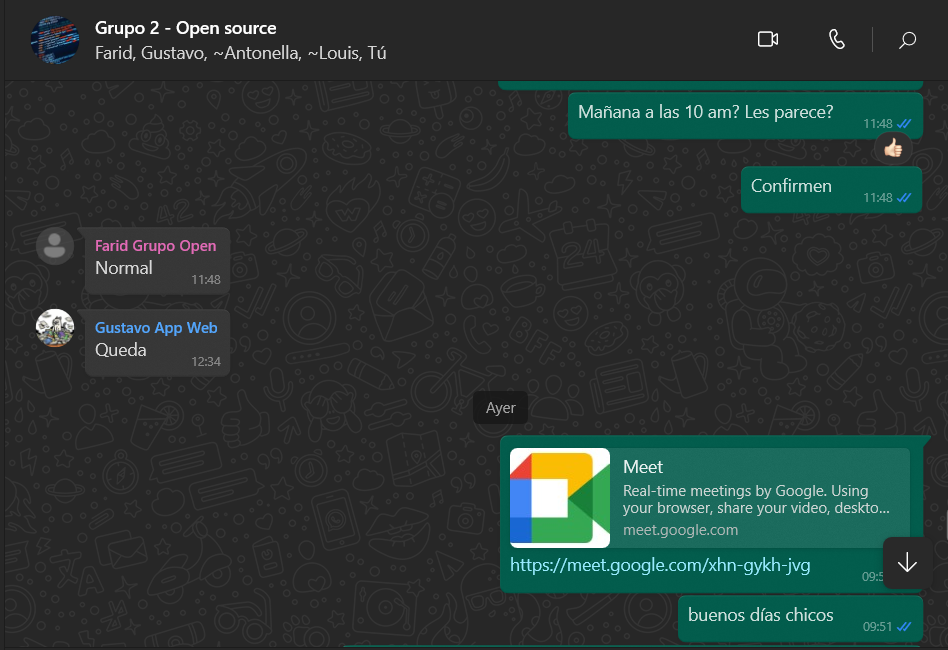 Grupo 2 - Open source
Farid, Gustavo, ~Antonella, ~Louis, Tú
Mañana a las 10 am? Les parece?
11:48
Confirmen
11:48
Farid Grupo Open
Normal
11:48
Gustavo App Web
Queda
12:34
Ayer
Meet
Real-time meetings by Google. Using
your browser, share your video, deskto...
meet.google.com
https://meet.google.com/xhn-gykh-jvg
buenos días chicos
09:51